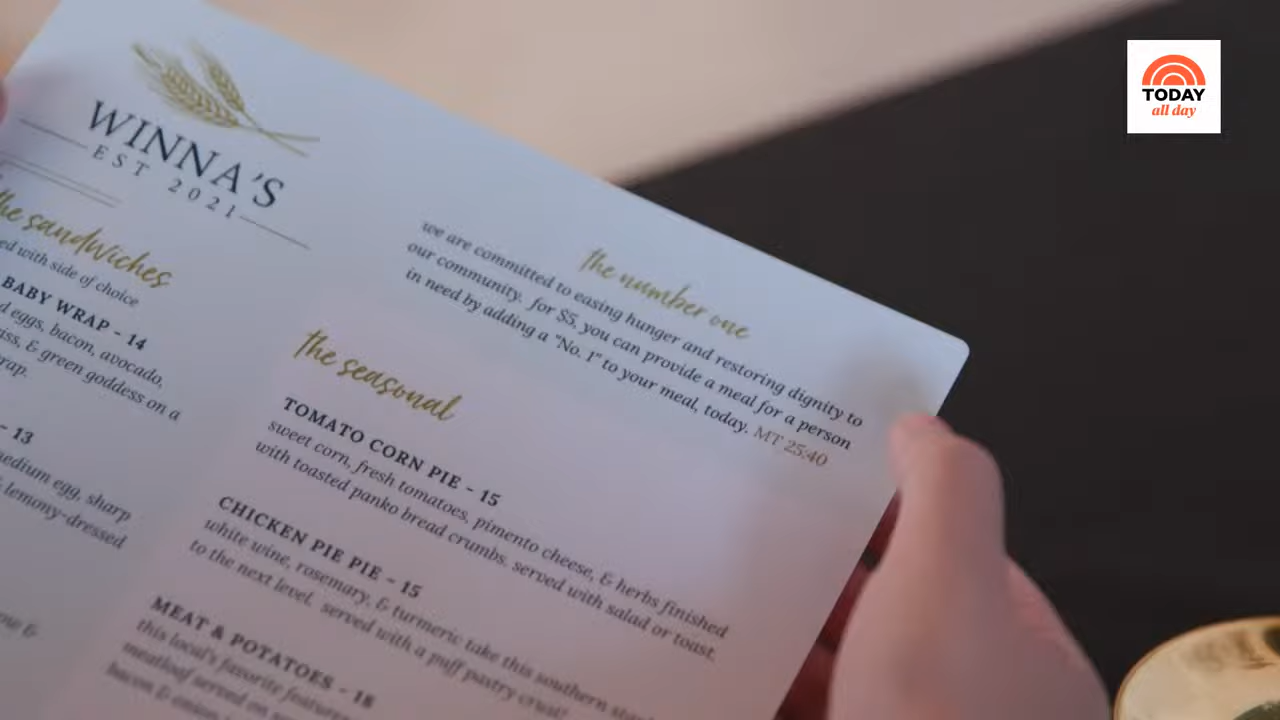 WINNA'S
EST 2021
the sandwiches
ed with side of choice
BABY WRAP - 14
d eggs, bacon, avocado,
iss, & green goddess on a
rap.
- 13
medium egg, sharp
& lemony-dressed
the number one
we are committed to easing hunger and restoring dignity to
our community. for $5, you can provide a meal for a person
in need by adding a "No. 1" to your meal, today. MT 25:40
the seasonal
TOMATO CORN PIE - 15
sweet corn, fresh tomatoes, pimento cheese, & herbs finished
with toasted panko bread crumbs. served with salad or toast.
CHICKEN PIE PIE - 15
white wine, rosemary, & turmeric take this southern
to the next level. served with a puff pastry crust!
MEAT & POTATOES - 18
this local's favorite features
meatloaf served on
bacon &
TODAY
all day